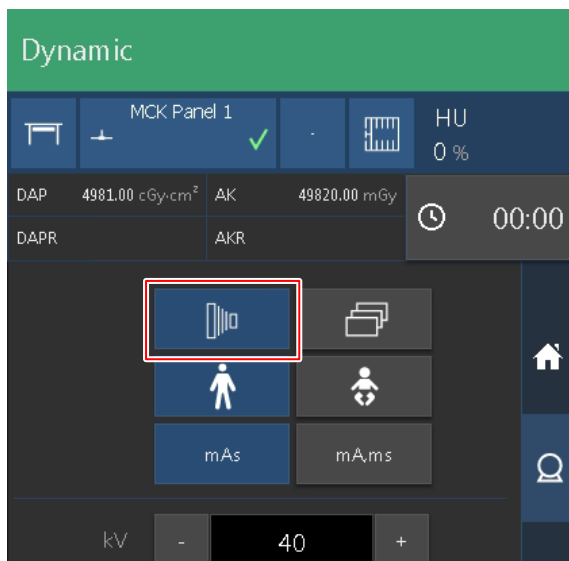 Dynamic
MCK Panel 1
HU
0 %
DAP 4981.00 cGy·cm² AK 49820.00 mGy
00:00
DAPR AKR
mAs mA,ms
kV - 40 +